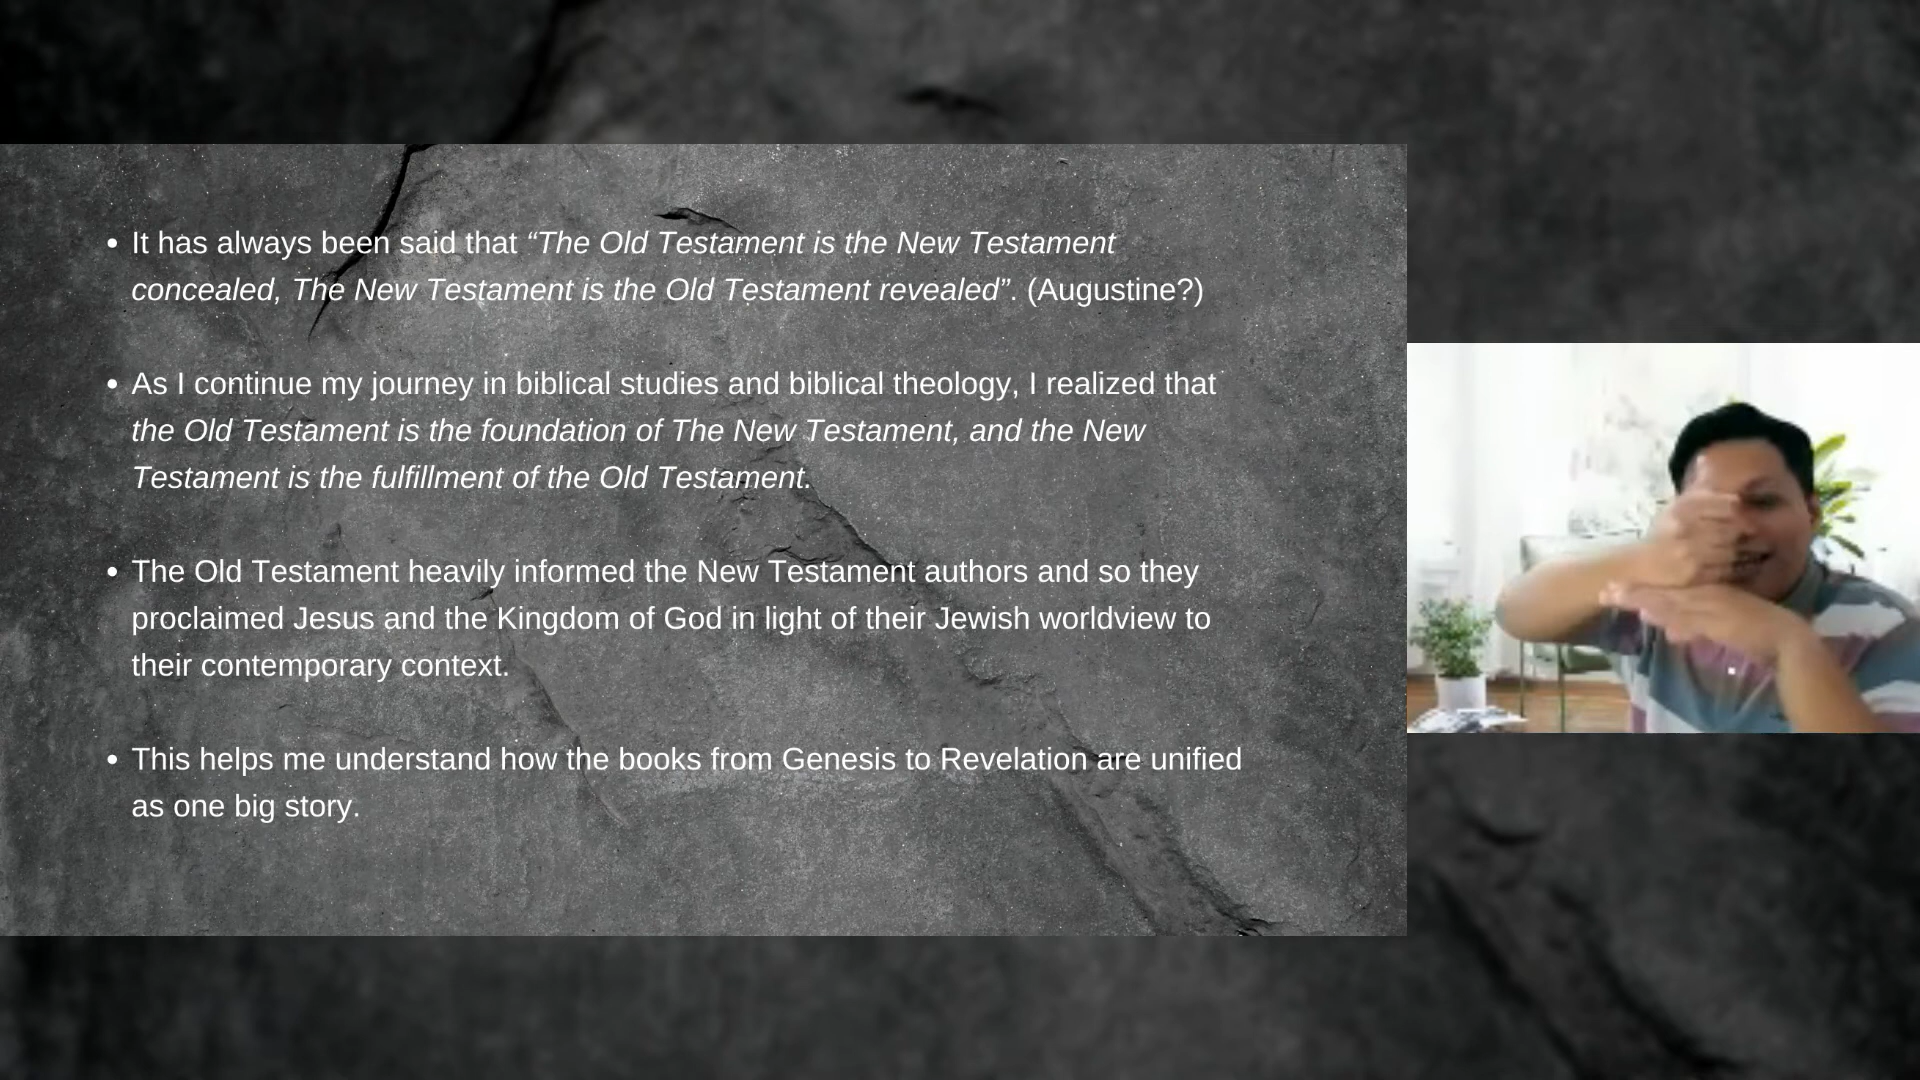 • It has always been said that “The Old Testament is the New Testament
concealed, The New Testament is the Old Testament revealed”. (Augustine?)
• As I continue my journey in biblical studies and biblical theology, I realized that
the Old Testament is the foundation of The New Testament, and the New
Testament is the fulfillment of the Old Testament.
• The Old Testament heavily informed the New Testament authors and so they
proclaimed Jesus and the Kingdom of God in light of their Jewish worldview to
their contemporary context.
• This helps me understand how the books from Genesis to Revelation are unified
as one big story.